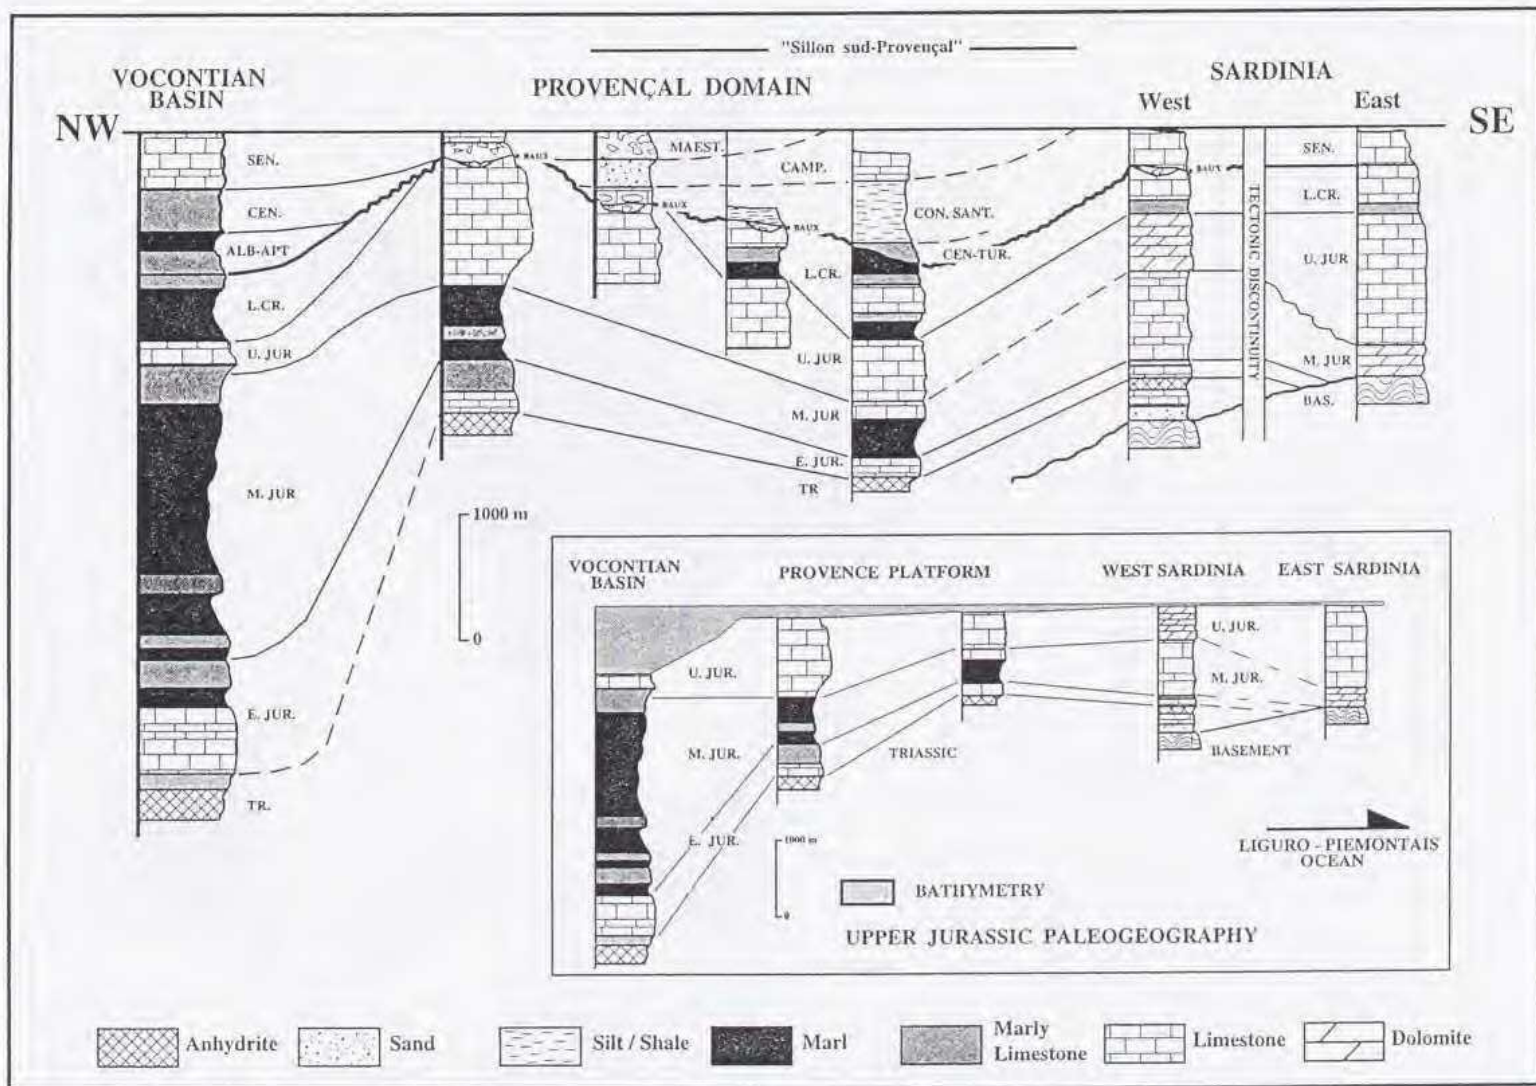 "Sillon sud-Provençal"
VOCONTIAN
BASIN
PROVENÇAL DOMAIN
SARDINIA
West
East
NW
SE
SEN.
CEN.
ALB-APT
L.CR.
U. JUR
M. JUR
E. JUR.
TR.
BAUX
MAEST.
BAUX
BAUX
CAMP.
CON. SANT.
CEN-TUR.
L.CR.
U. JUR
M. JUR
E. JUR.
TR
BAUX
TECTONIC DISCONTINUITY
SEN.
L.CR.
U. JUR
M. JUR
BAS.
1000 m
0
VOCONTIAN
BASIN
PROVENCE PLATFORM
WEST SARDINIA
EAST SARDINIA
U. JUR.
M. JUR.
E. JUR.
TRIASSIC
U. JUR.
M. JUR.
BASEMENT
1000 m
0
LIGURO - PIEMONTAIS
OCEAN
BATHYMETRY
UPPER JURASSIC PALEOGEOGRAPHY
Anhydrite
Sand
Silt / Shale
Marl
Marly
Limestone
Limestone
Dolomite